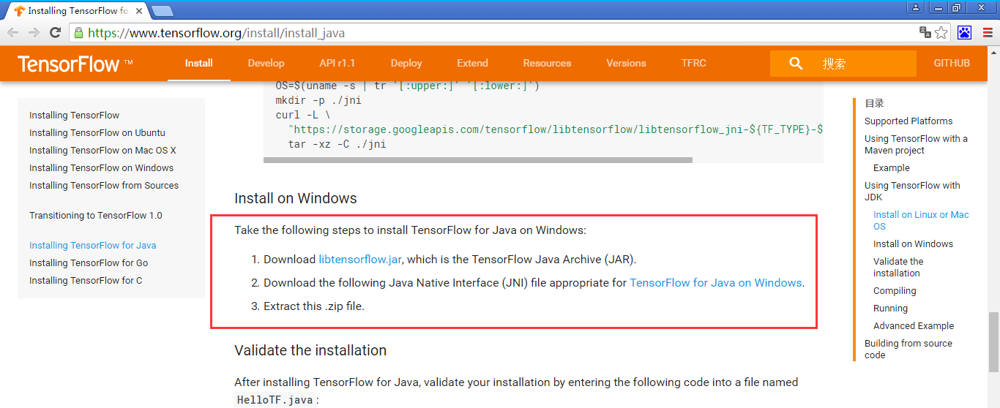 Installing TensorFlow fo
https://www.tensorflow.org/install/install_java
TensorFlow ™
Install
Develop
API r1.1
Deploy
Extend
Resources
Versions
TFRC
搜索
GITHUB
Installing TensorFlow
Installing TensorFlow on Ubuntu
Installing TensorFlow on Mac OS X
Installing TensorFlow on Windows
Installing TensorFlow from Sources
Transitioning to TensorFlow 1.0
Installing TensorFlow for Java
Installing TensorFlow for Go
Installing TensorFlow for C
OS=$(uname -s | tr '[:upper:]' '[:lower:]')
mkdir -p ./jni
curl -L \
"https://storage.googleapis.com/tensorflow/libtensorflow/libtensorflow_jni-${TF_TYPE}-$
tar -xz -C ./jni
Install on Windows
Take the following steps to install TensorFlow for Java on Windows:
1. Download libtensorflow.jar, which is the TensorFlow Java Archive (JAR).
2. Download the following Java Native Interface (JNI) file appropriate for TensorFlow for Java on Windows.
3. Extract this .zip file.
Validate the installation
After installing TensorFlow for Java, validate your installation by entering the following code into a file named
HelloTF.java:
目录
Supported Platforms
Using TensorFlow with a
Maven project
Example
Using TensorFlow with
JDK
Install on Linux or Mac
OS
Install on Windows
Validate the
installation
Compiling
Running
Advanced Example
Building from source
code